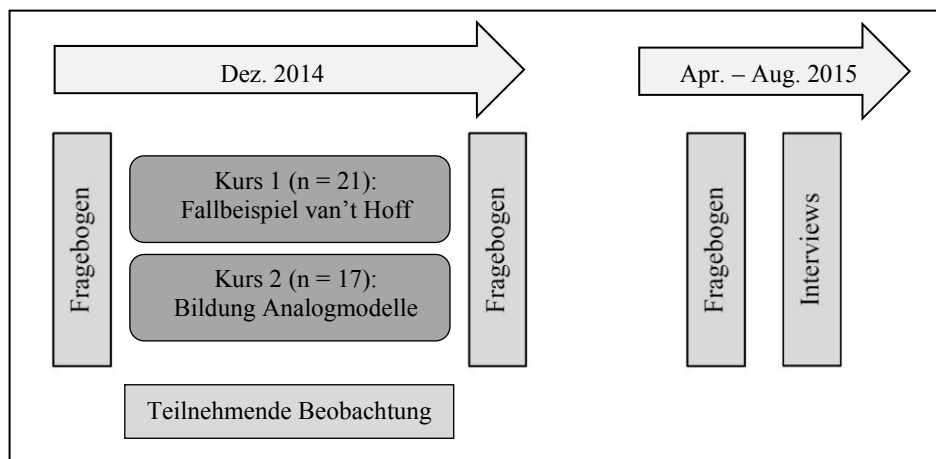 Dez. 2014
Apr. – Aug. 2015
Fragebogen
Kurs 1 (n = 21):
Fallbeispiel van’t Hoff
Kurs 2 (n = 17):
Bildung Analogmodelle
Fragebogen
Fragebogen
Interviews
Teilnehmende Beobachtung